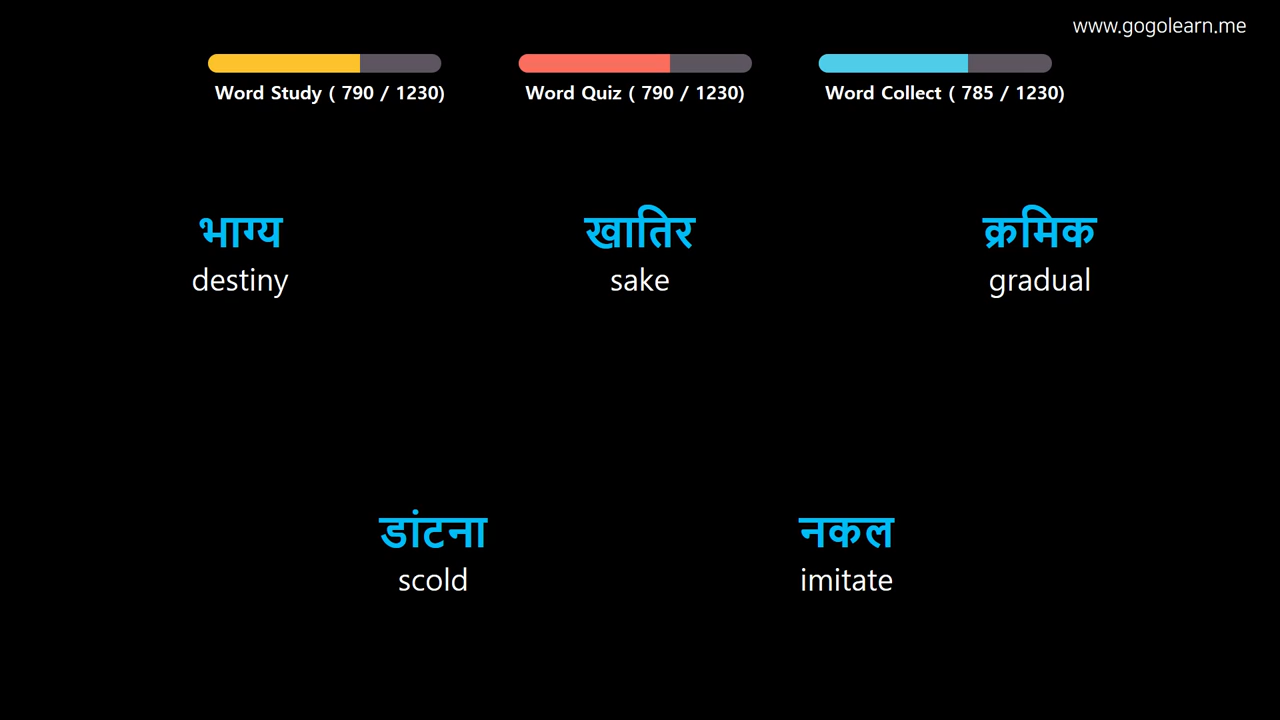 www.gogolearn.me
Word Study ( 790 / 1230)
Word Quiz ( 790 / 1230)
Word Collect ( 785 / 1230)
भाग्य
destiny
खातिर
sake
क्रमिक
gradual
डांटना
scold
नकल
imitate